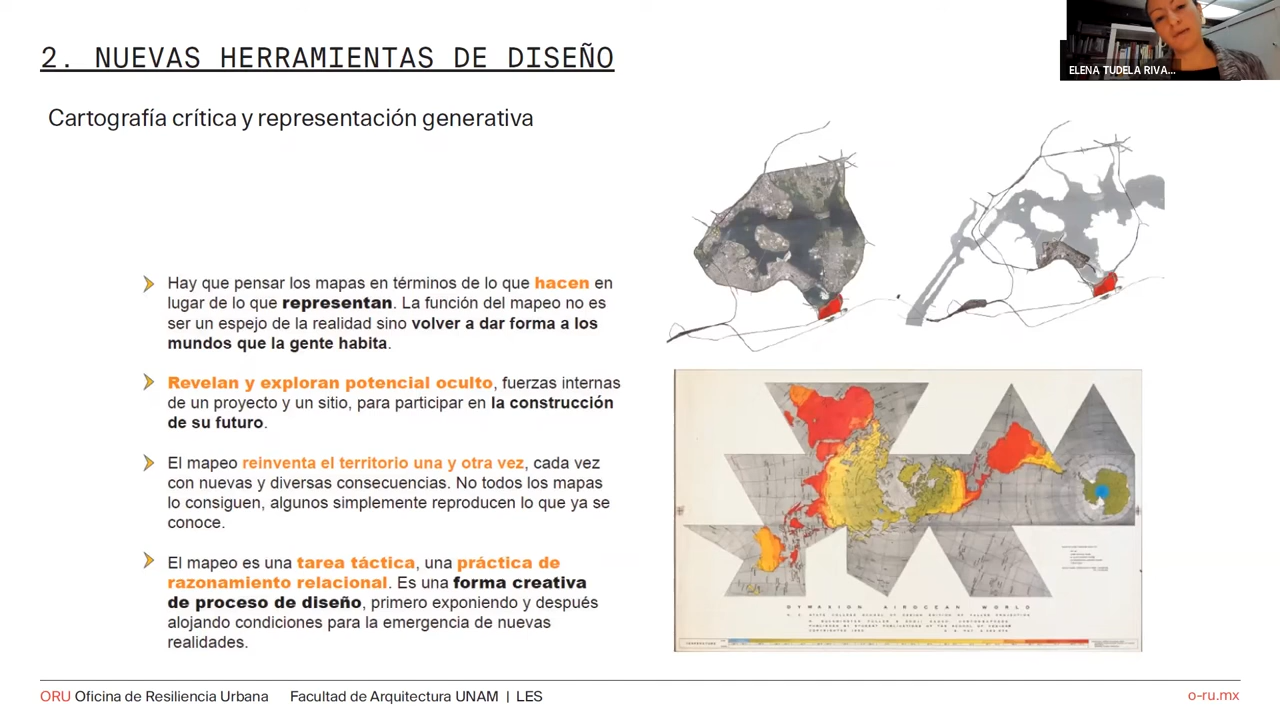 2. NUEVAS HERRAMIENTAS DE DISEÑO
ELENA TUDELA RIVA...
Cartografía crítica y representación generativa
Hay que pensar los mapas en términos de lo que hacen en
lugar de lo que representan. La función del mapeo no es
ser un espejo de la realidad sino volver a dar forma a los
mundos que la gente habita.
Revelan y exploran potencial oculto, fuerzas internas
de un proyecto y un sitio, para participar en la construcción
de su futuro.
El mapeo reinventa el territorio una y otra vez, cada vez
con nuevas y diversas consecuencias. No todos los mapas
lo consiguen, algunos simplemente reproducen lo que ya se
conoce.
El mapeo es una tarea táctica, una práctica de
razonamiento relacional. Es una forma creativa
de proceso de diseño, primero exponiendo y después
alojando condiciones para la emergencia de nuevas
realidades.
DYMAXION AIROCEAN WORLD
TEMPERATURE
ORU Oficina de Resiliencia Urbana Facultad de Arquitectura UNAM | LES
o-ru.mx